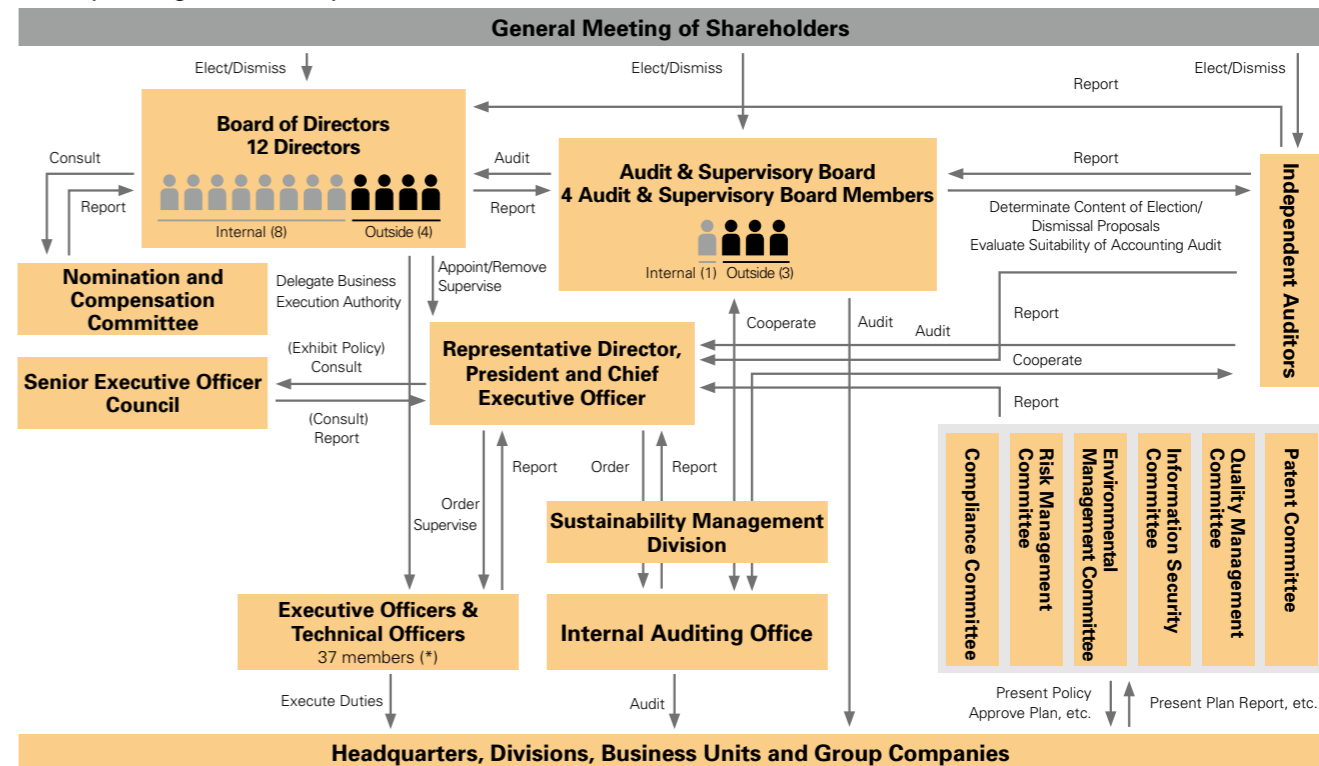 General Meeting of Shareholders
Elect/Dismiss
Elect/Dismiss
Elect/Dismiss
Report
Board of Directors
12 Directors
Internal (8)
Outside (4)
Consult
Report
Audit
Report
Audit & Supervisory Board
4 Audit & Supervisory Board Members
Internal (1)
Outside (3)
Report
Determinate Content of Election/
Dismissal Proposals
Evaluate Suitability of Accounting Audit
Independent Auditors
Nomination and
Compensation
Committee
Delegate Business
Execution Authority
Appoint/Remove
Supervise
Cooperate
Audit
Audit
Report
Cooperate
Report
Senior Executive Officer
Council
(Exhibit Policy)
Consult
(Consult)
Report
Representative Director,
President and Chief
Executive Officer
Order
Supervise
Report
Order
Report
Sustainability Management
Division
Executive Officers &
Technical Officers
37 members (*)
Internal Auditing Office
Compliance Committee
Risk Management
Committee
Environmental
Management Committee
Information Security
Committee
Quality Management
Committee
Patent Committee
Execute Duties
Audit
Present Policy
Approve Plan, etc.
Present Plan Report, etc.
Headquarters, Divisions, Business Units and Group Companies